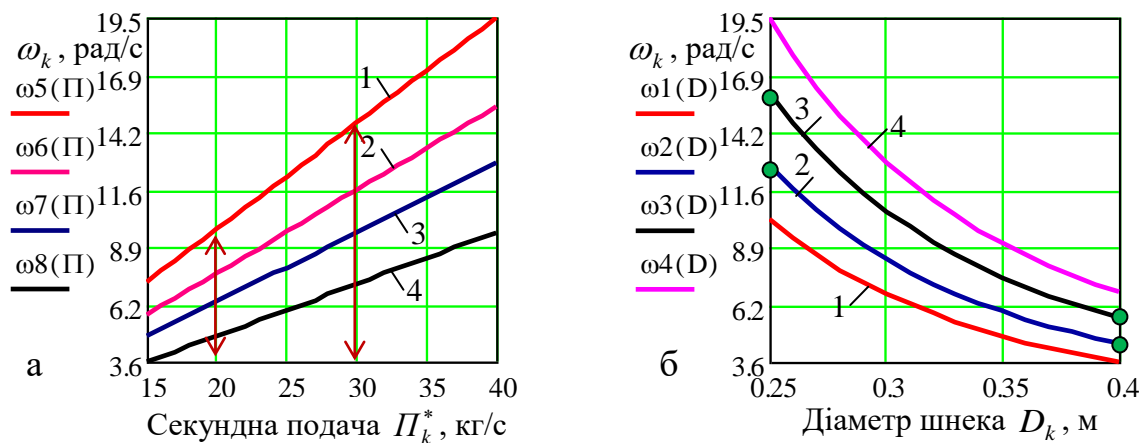 19.5
ω_k, рад/с
16.9
ω5(П)
14.2
ω6(П)
11.6
ω7(П)
8.9
ω8(П)
6.2
3.6
1
2
3
4
а
15 20 25 30 35 40
Секундна подача П_k^*, кг/с
19.5
ω_k, рад/с
16.9
ω1(D)
14.2
ω2(D)
11.6
ω3(D)
8.9
ω4(D)
6.2
3.6
3
4
2
1
б
0.25 0.3 0.35 0.4
Діаметр шнека D_k, м